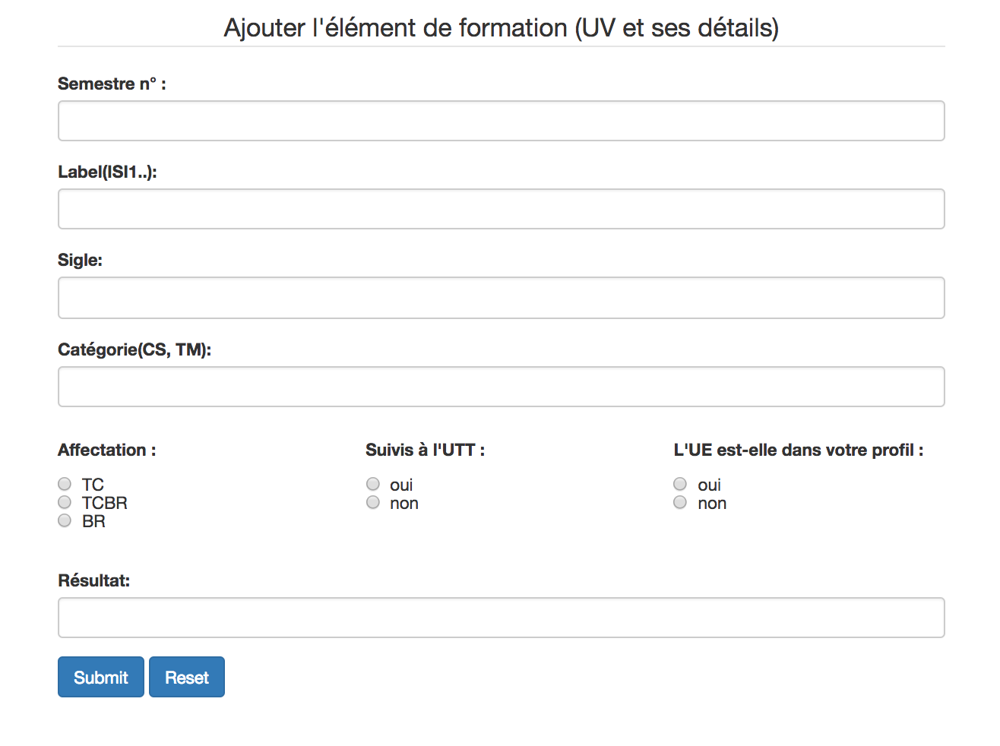 Ajouter l'élément de formation (UV et ses détails)
Semestre n° :
Label(ISI1..):
Sigle:
Catégorie(CS, TM):
Affectation :
TC
TCBR
BR
Suivis à l'UTT :
oui
non
L'UE est-elle dans votre profil :
oui
non
Résultat:
Submit
Reset